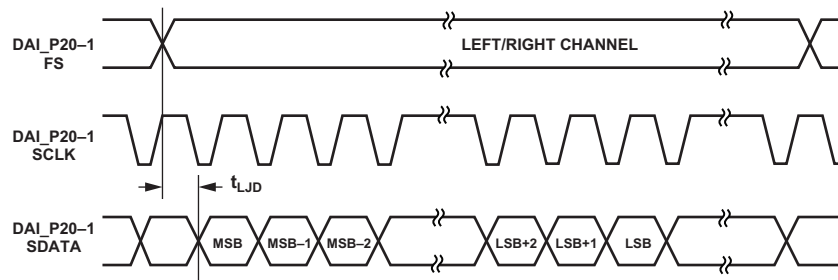 DAI_P20–1
FS
LEFT/RIGHT CHANNEL
DAI_P20–1
SCLK
tLJD
DAI_P20–1
SDATA
MSB MSB–1 MSB–2 LSB+2 LSB+1 LSB